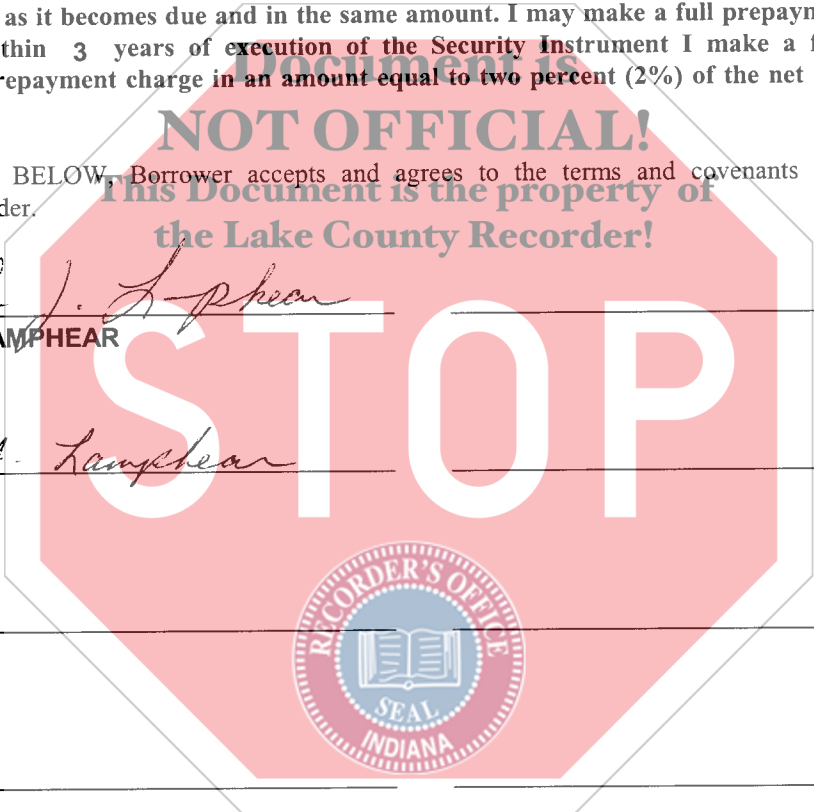 as it becomes due and in the same amount. I may make a full prepaym
thin 3 years of execution of the Security Instrument I make a f
repayment charge in an amount equal to two percent (2%) of the net
Document is
NOT OFFICIAL!
BELOW, Borrower accepts and agrees to the terms and covenants
This Document is the property of
der.
the Lake County Recorder!
J. Lamphear
AMPHEAR
STOP
Lamphear
RECORDER'S OFFICE
SEAL
INDIANA